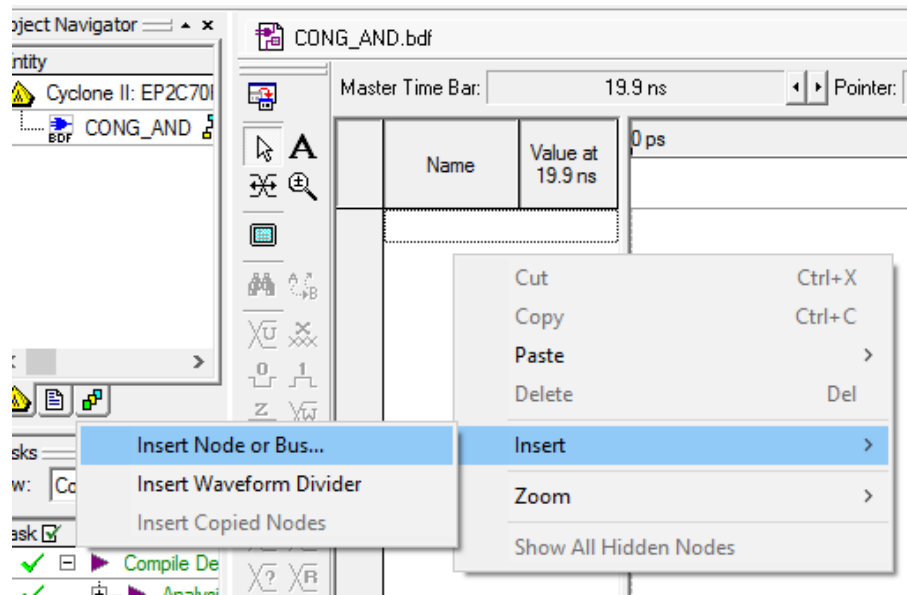 oject Navigator
CONG_AND.bdf
ntity
Cyclone II: EP2C70
CONG_AND
BDF
Master Time Bar:
19.9 ns
Pointer:
A
Name
Value at
19.9 ns
0 ps
Cut Ctrl+X
Copy Ctrl+C
Paste
Delete Del
Insert
Zoom
Show All Hidden Nodes
Insert Node or Bus...
Insert Waveform Divider
Insert Copied Nodes
sks
w: Co
ask
Compile De
Analysi